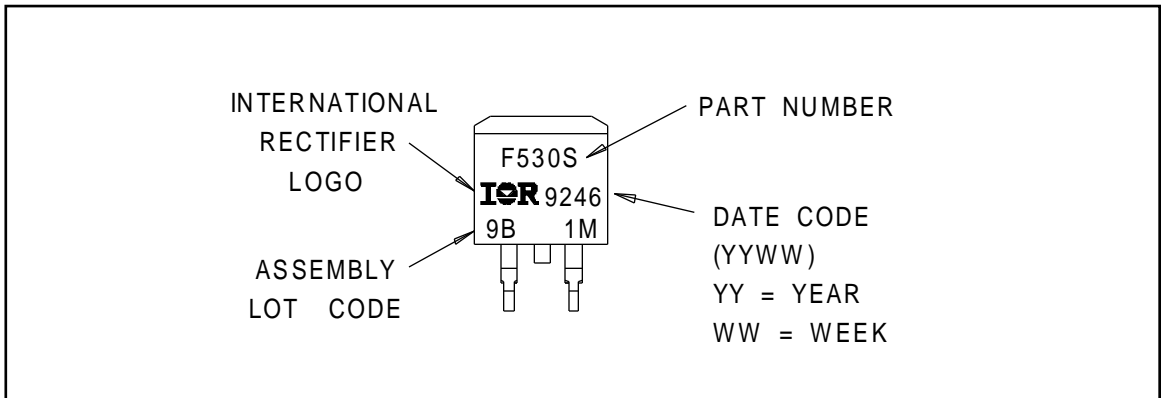 INTERNATIONAL
RECTIFIER
LOGO
PART NUMBER
F530S
IOR 9246
9B 1M
ASSEMBLY
LOT CODE
DATE CODE
(YYWW)
YY = YEAR
WW = WEEK